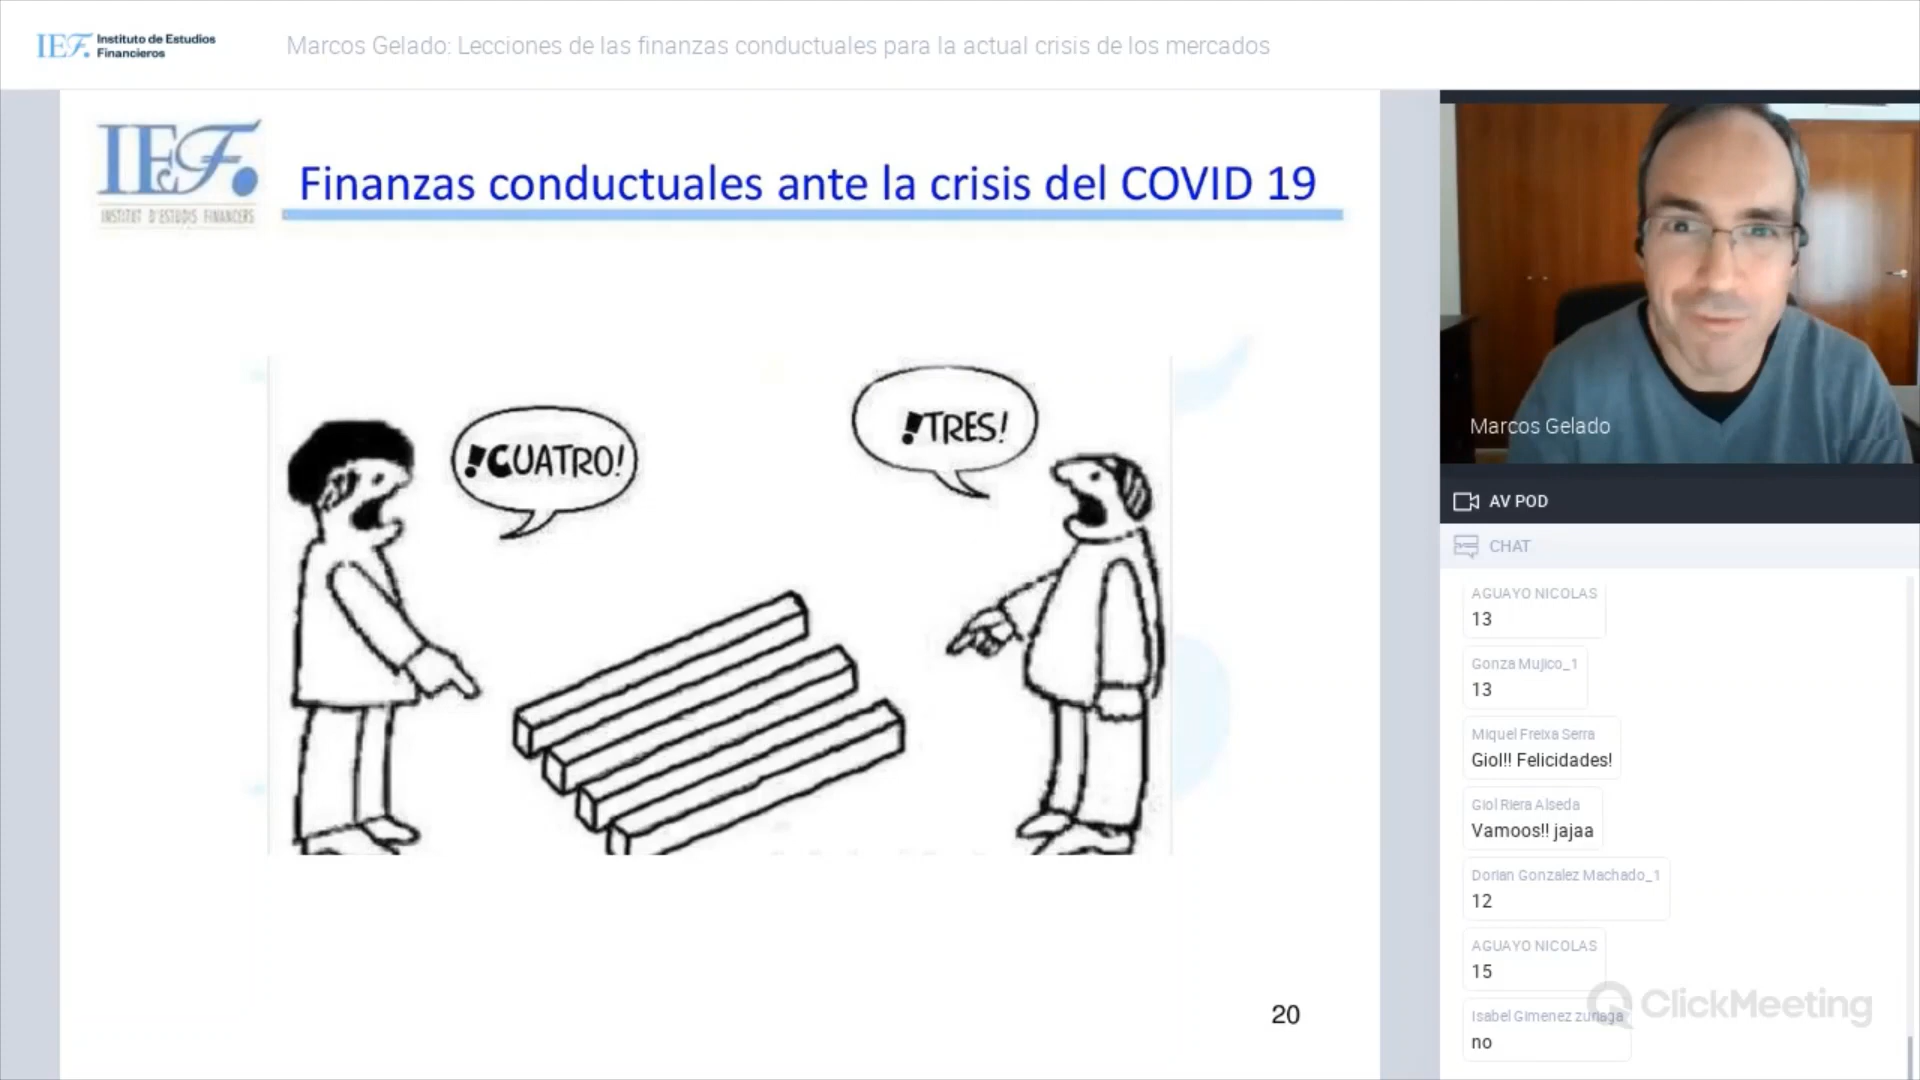 IEF. Instituto de Estudios
Financieros
Marcos Gelado: Lecciones de las finanzas conductuales para la actual crisis de los mercados
IEF.
INSTITUT D'ESTUDIS FINANCERS
Finanzas conductuales ante la crisis del COVID 19
!CUATRO!
!TRES!
20
Marcos Gelado
AV POD
CHAT
AGUAYO NICOLAS
13
Gonza Mujico_1
13
Miquel Freixa Serra
Giol!! Felicidades!
Giol Riera Alseda
Vamoos!! jajaa
Dorian Gonzalez Machado_1
12
AGUAYO NICOLAS
15
Isabel Gimenez zuriaga
no
ClickMeeting